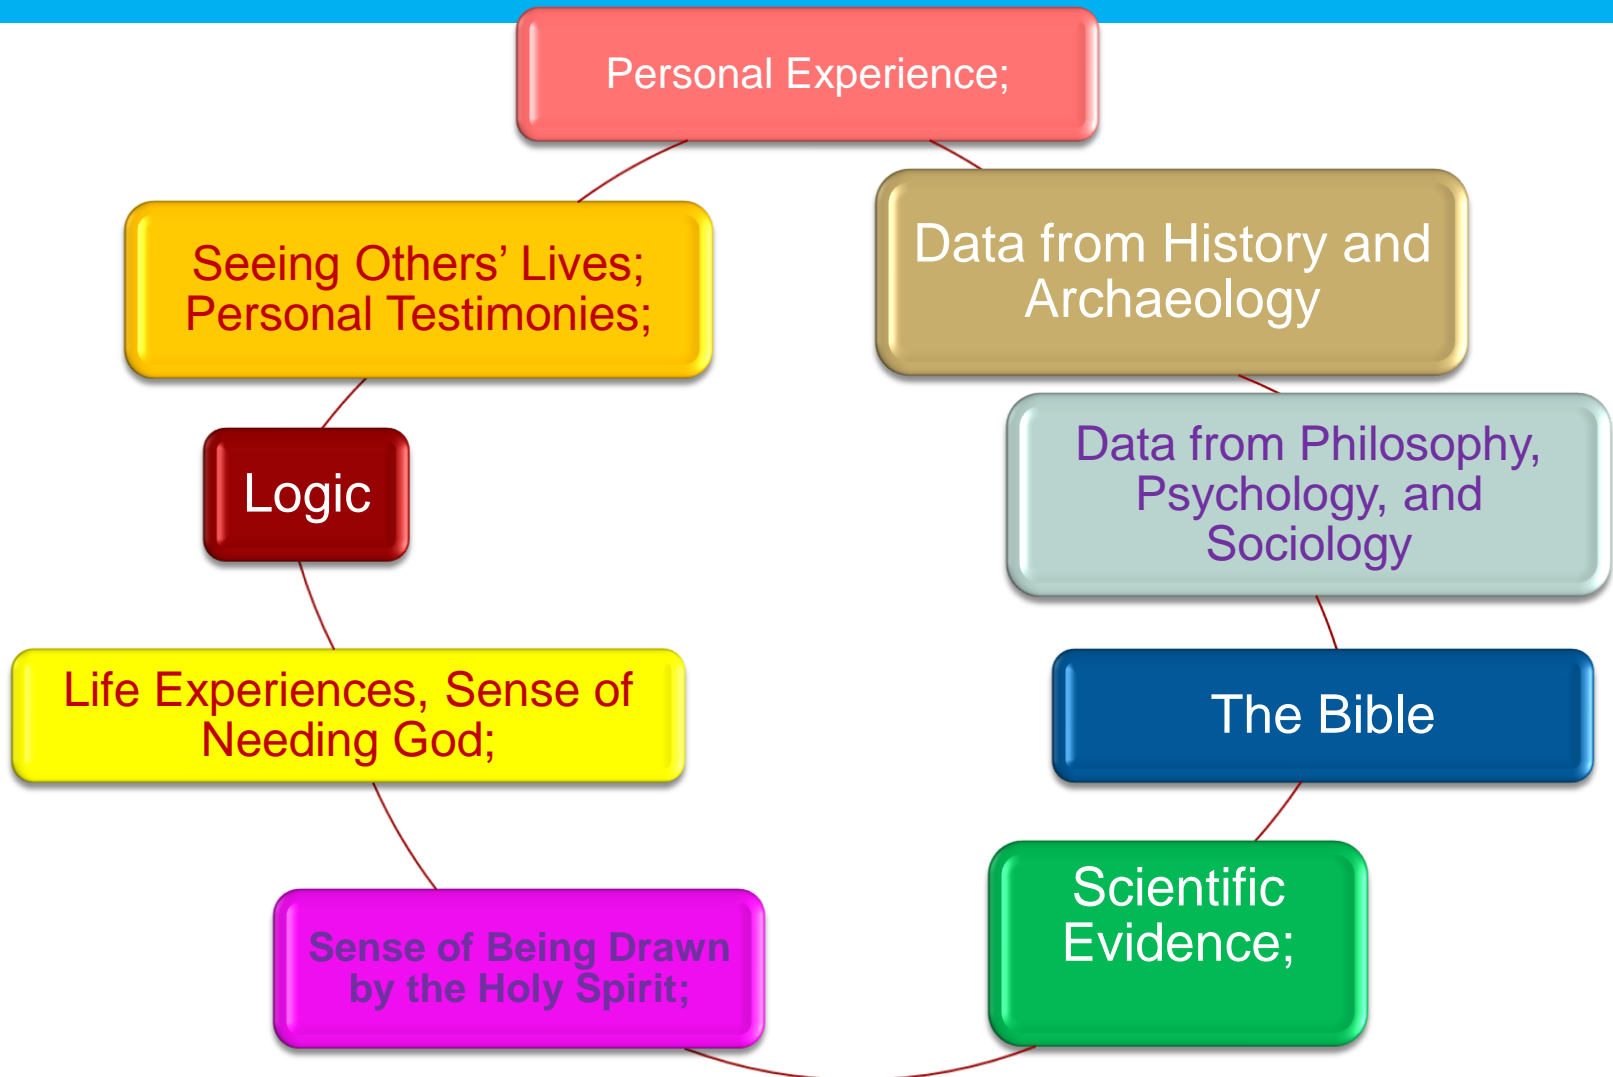 Personal Experience;
Data from History and
Archaeology
Data from Philosophy,
Psychology, and
Sociology
The Bible
Scientific
Evidence;
Sense of Being Drawn
by the Holy Spirit;
Life Experiences, Sense of
Needing God;
Logic
Seeing Others’ Lives;
Personal Testimonies;